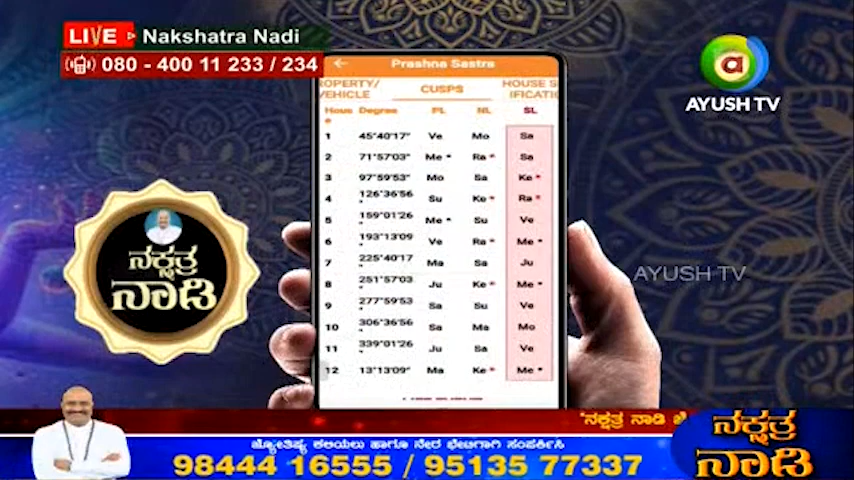 LIVE Nakshatra Nadi
080 - 400 11 233 / 234
a
AYUSH TV
Prashna Sastra
ROPERTY/ VEHICLE CUSPS HOUSE S IFICATIO
House Degree PL NL SL
1 45°40'17" Ve Mo Sa
2 71°57'03" Me * Ra * Sa
3 97°59'53" Mo Sa Ke *
4 126°36'56" Su Ke * Ra *
5 159°01'26" Me * Su Ve
6 193°13'09" Ve Ra * Me *
7 225°40'17" Ma Sa Ju
8 251°57'03" Ju Ke * Me *
9 277°59'53" Sa Su Ve
10 306°36'56" Sa Ma Mo
11 339°01'26" Ju Sa Ve
12 13°13'09" Ma Ke * Me *
ನಕ್ಷತ್ರ
ನಾಡಿ
AYUSH TV
'ನಕ್ಷತ್ರ ನಾಡಿ ಜೆ
ಜ್ಯೋತಿಷ್ಯ ಕಲಿಯಲು ಹಾಗೂ ನೇರ ಭೇಟಿಗಾಗಿ ಸಂಪರ್ಕಿಸಿ
98444 16555 / 95135 77337
ನಕ್ಷತ್ರ
ನಾಡಿ